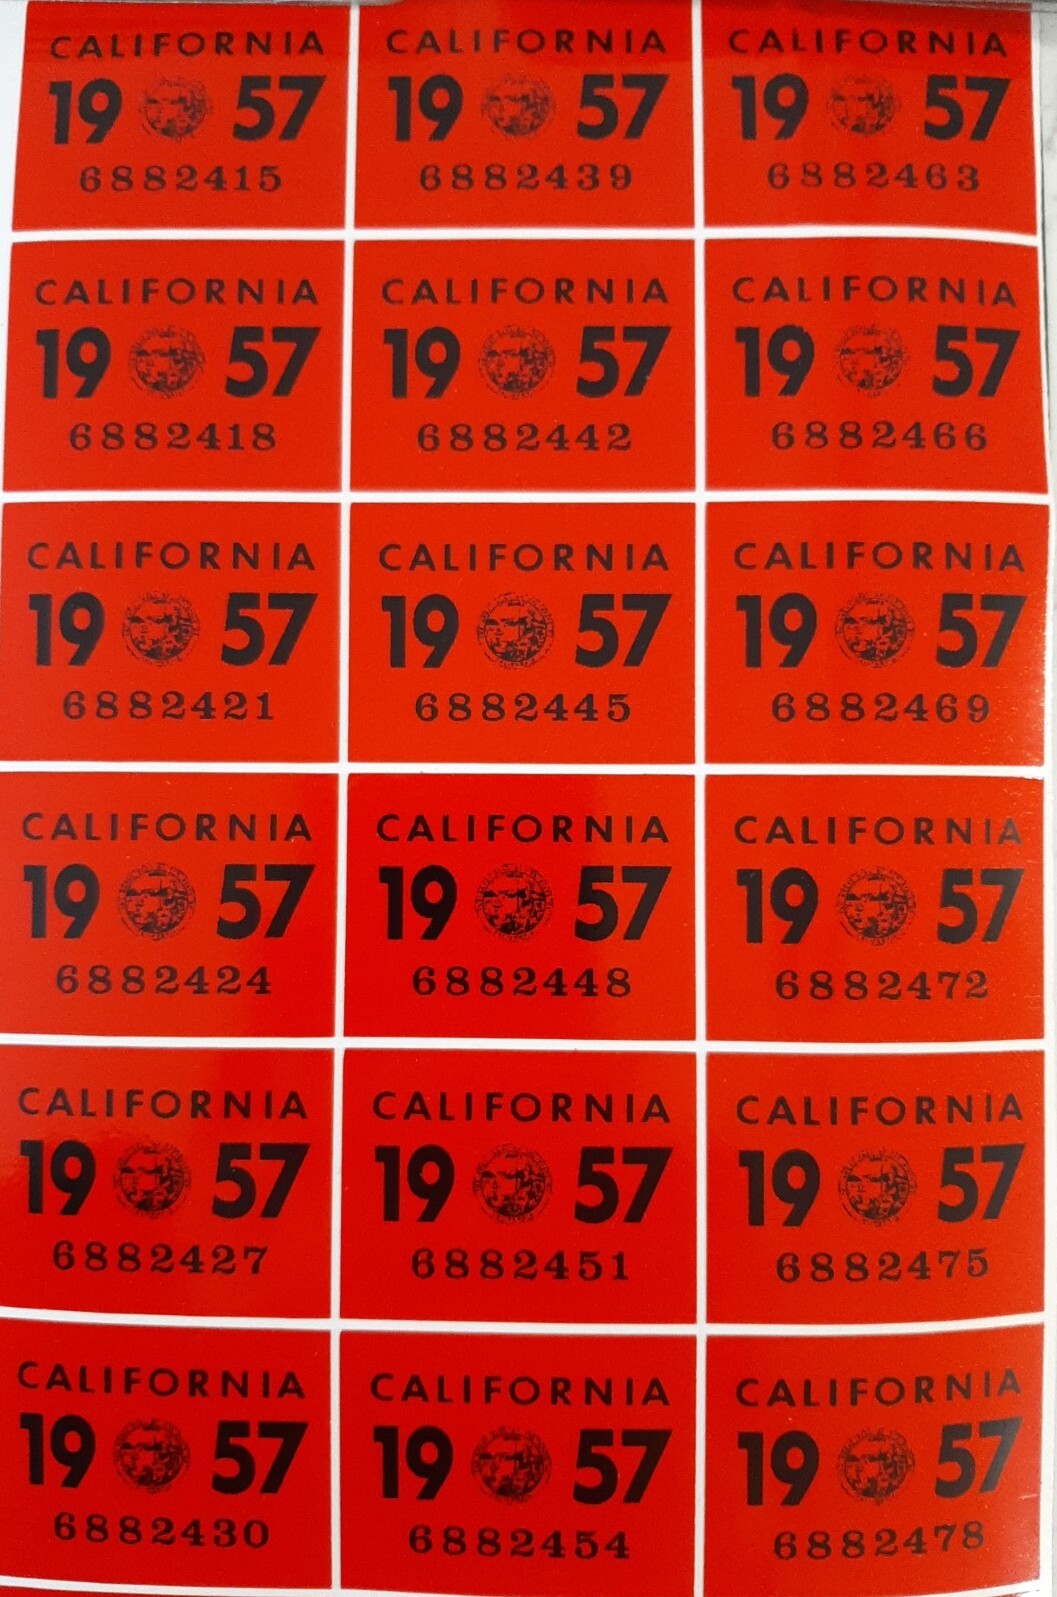 CALIFORNIA
19 57
6882415
CALIFORNIA
19 57
6882439
CALIFORNIA
19 57
6882463
CALIFORNIA
19 57
6882418
CALIFORNIA
19 57
6882442
CALIFORNIA
19 57
6882466
CALIFORNIA
19 57
6882421
CALIFORNIA
19 57
6882445
CALIFORNIA
19 57
6882469
CALIFORNIA
19 57
6882424
CALIFORNIA
19 57
6882448
CALIFORNIA
19 57
6882472
CALIFORNIA
19 57
6882427
CALIFORNIA
19 57
6882451
CALIFORNIA
19 57
6882475
CALIFORNIA
19 57
6882430
CALIFORNIA
19 57
6882454
CALIFORNIA
19 57
6882478